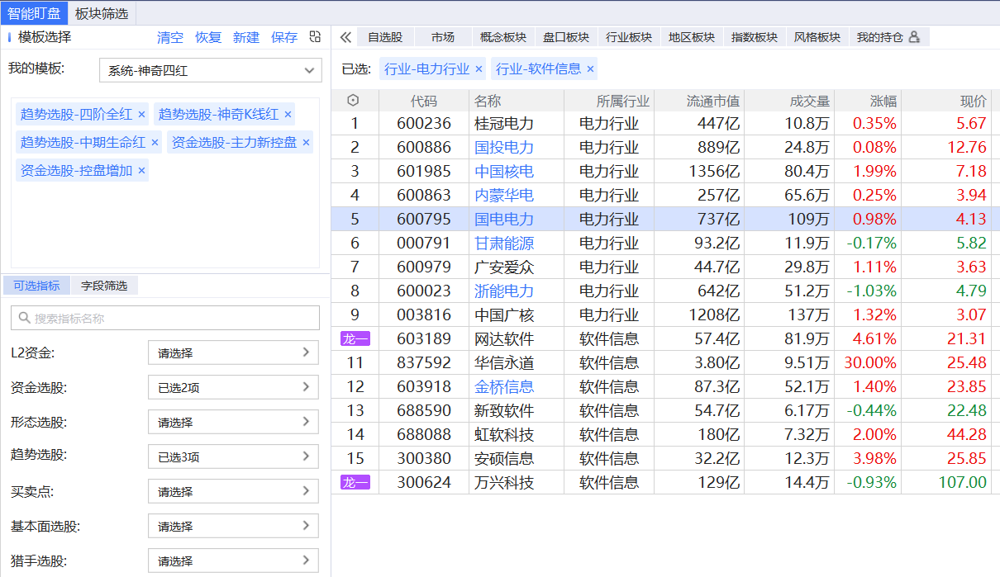 智能盯盘 板块筛选
模板选择 清空 恢复 新建 保存
我的模板: 系统-神奇四红
趋势选股-四阶全红 × 趋势选股-神奇K线红 ×
趋势选股-中期生命红 × 资金选股-主力新控盘 ×
资金选股-控盘增加 ×
可选指标 字段筛选
搜索指标名称
L2资金: 请选择
资金选股: 已选2项
形态选股: 请选择
趋势选股: 已选3项
买卖点: 请选择
基本面选股: 请选择
猎手选股: 请选择
自选股 市场 概念板块 盘口板块 行业板块 地区板块 指数板块 风格板块 我的持仓
已选: 行业-电力行业 × 行业-软件信息 ×
代码 名称 所属行业 流通市值 成交量 涨幅 现价
1 600236 桂冠电力 电力行业 447亿 10.8万 0.35% 5.67
2 600886 国投电力 电力行业 889亿 24.8万 0.08% 12.76
3 601985 中国核电 电力行业 1356亿 80.4万 1.99% 7.18
4 600863 内蒙华电 电力行业 257亿 65.6万 0.25% 3.94
5 600795 国电电力 电力行业 737亿 109万 0.98% 4.13
6 000791 甘肃能源 电力行业 93.2亿 11.9万 -0.17% 5.82
7 600979 广安爱众 电力行业 44.7亿 29.8万 1.11% 3.63
8 600023 浙能电力 电力行业 642亿 51.2万 -1.03% 4.79
9 003816 中国广核 电力行业 1208亿 137万 1.32% 3.07
龙一 603189 网达软件 软件信息 57.4亿 81.9万 4.61% 21.31
11 837592 华信永道 软件信息 3.80亿 9.51万 30.00% 25.48
12 603918 金桥信息 软件信息 87.3亿 52.1万 1.40% 23.85
13 688590 新致软件 软件信息 54.7亿 6.17万 -0.44% 22.48
14 688088 虹软科技 软件信息 180亿 7.32万 2.00% 44.28
15 300380 安硕信息 软件信息 32.2亿 12.3万 3.98% 25.85
龙一 300624 万兴科技 软件信息 129亿 14.4万 -0.93% 107.00